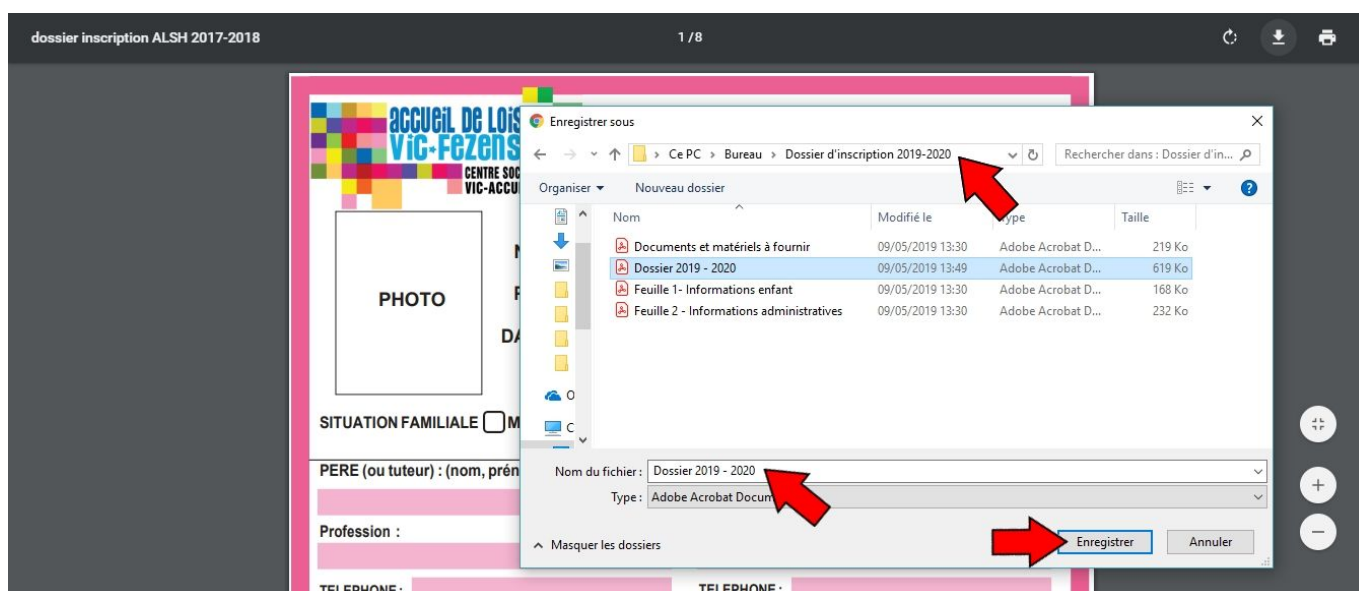 dossier inscription ALSH 2017-2018
1 / 8
accueil de Lois
Vic-Fezens
CENTRE SOC
VIC-ACCU
PHOTO
SITUATION FAMILIALE M
PERE (ou tuteur) : (nom, prén
Profession :
TELEPHONE :
TELEPHONE :
Enregistrer sous
Ce PC > Bureau > Dossier d'inscription 2019-2020
Rechercher dans : Dossier d'in...
Organiser
Nouveau dossier
Nom
Modifié le
Type
Taille
Documents et matériels à fournir 09/05/2019 13:30 Adobe Acrobat D... 219 Ko
Dossier 2019 - 2020 09/05/2019 13:49 Adobe Acrobat D... 619 Ko
Feuille 1- Informations enfant 09/05/2019 13:30 Adobe Acrobat D... 168 Ko
Feuille 2 - Informations administratives 09/05/2019 13:30 Adobe Acrobat D... 232 Ko
O
C
Nom du fichier : Dossier 2019 - 2020
Type : Adobe Acrobat Docum
Masquer les dossiers
Enregistrer
Annuler